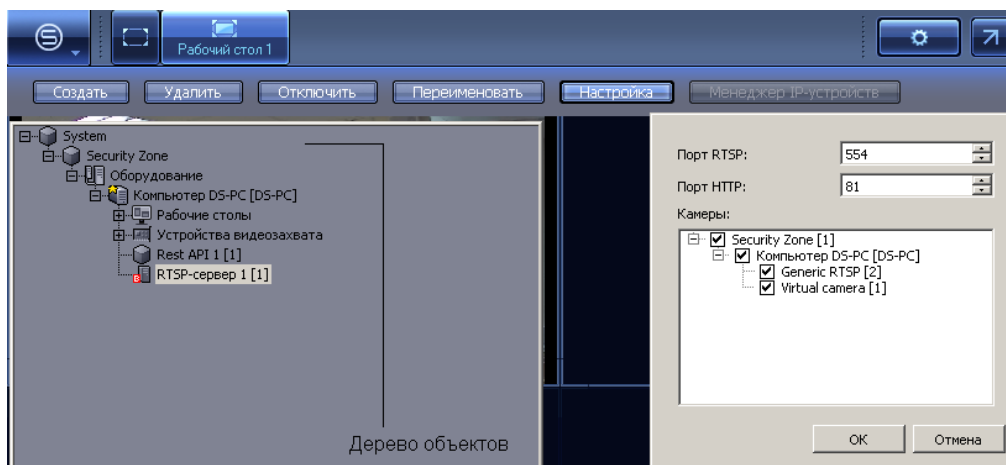 Рабочий стол 1
Создать Удалить Отключить Переименовать Настройка Менеджер IP-устройств
System
Security Zone
Оборудование
Компьютер DS-PC [DS-PC]
Рабочие столы
Устройства видеозахвата
Rest API 1 [1]
RTSP-сервер 1 [1]
Дерево объектов
Порт RTSP: 554
Порт HTTP: 81
Камеры:
Security Zone [1]
Компьютер DS-PC [DS-PC]
Generic RTSP [2]
Virtual camera [1]
OK Отмена